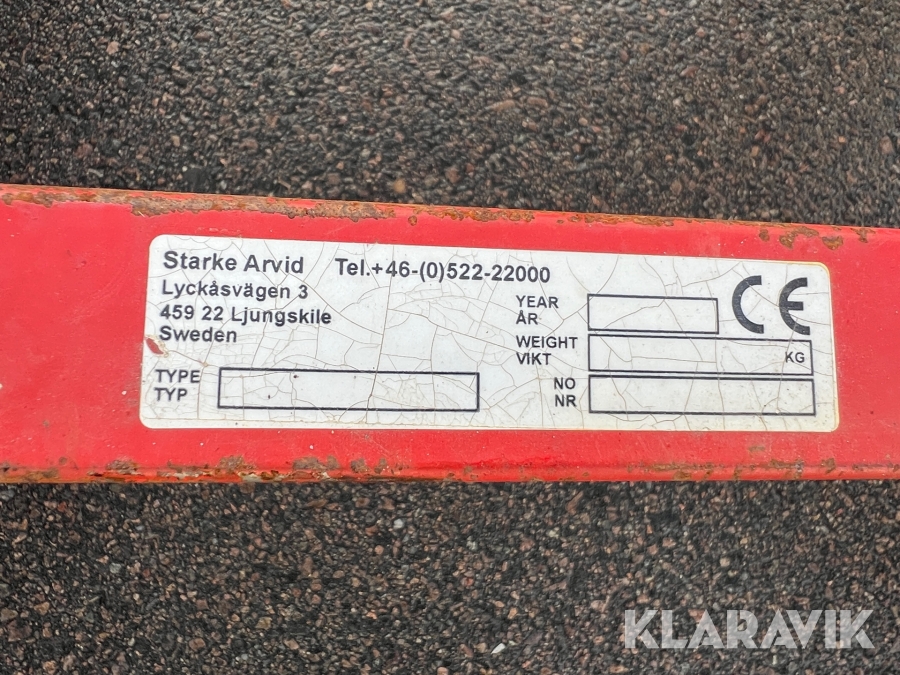 Starke Arvid Tel.+46-(0)522-22000
Lyckåsvägen 3
459 22 Ljungskile
Sweden
TYPE
TYP
YEAR
ÅR
WEIGHT
VIKT
KG
NO
NR
CE
KLARAVIK